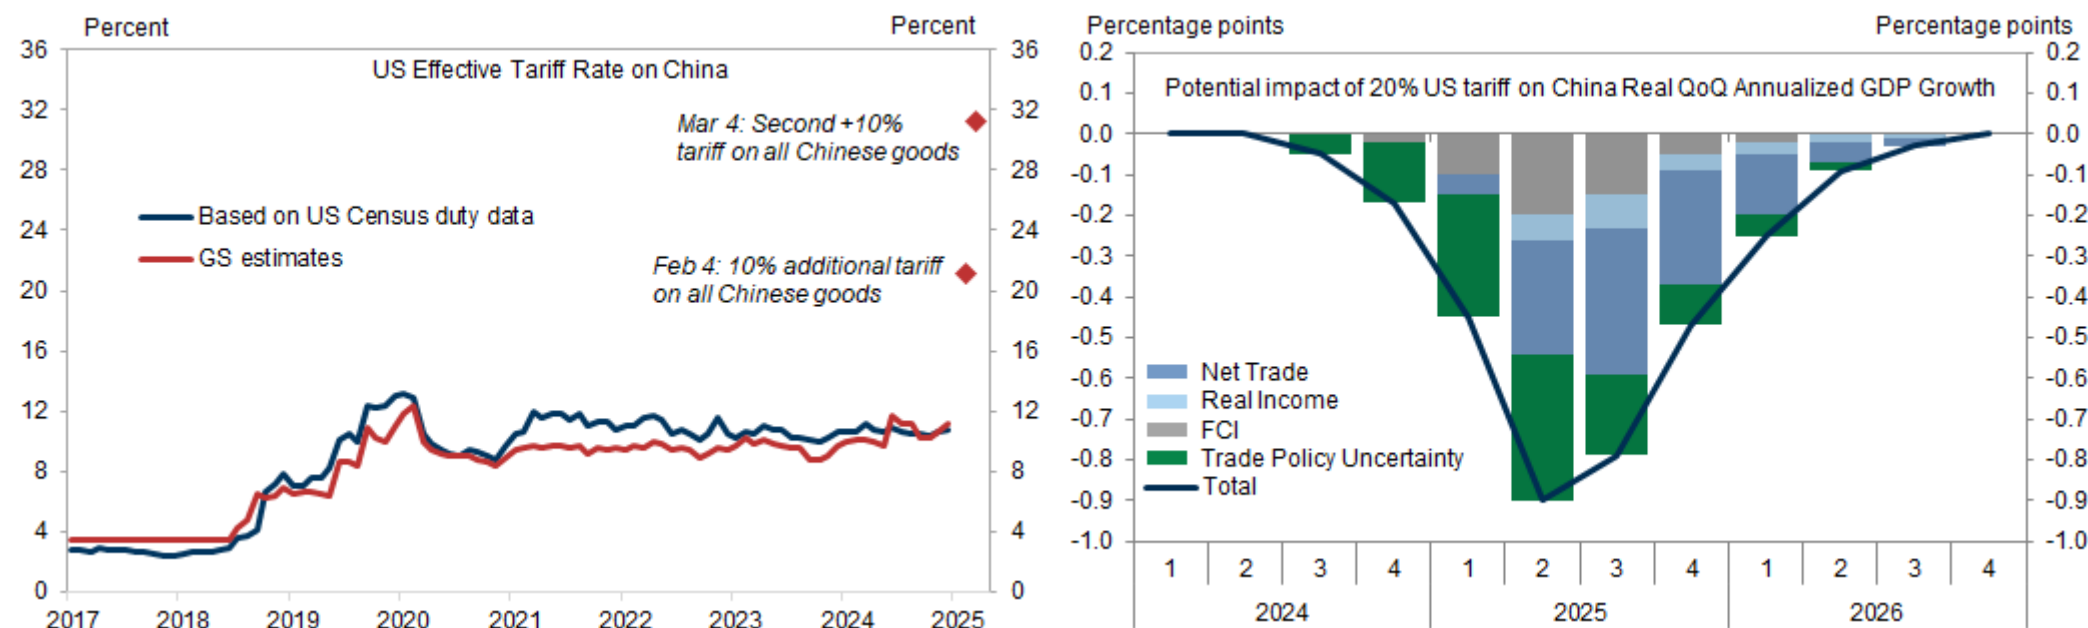 Percent
Percent
US Effective Tariff Rate on China
36
32
28
24
20
16
12
8
4
0
Mar 4: Second +10%
tariff on all Chinese goods
Based on US Census duty data
GS estimates
Feb 4: 10% additional tariff
on all Chinese goods
36
32
28
24
20
16
12
8
4
0
2017 2018 2019 2020 2021 2022 2023 2024 2025
Percentage points
Percentage points
Potential impact of 20% US tariff on China Real QoQ Annualized GDP Growth
0.2
0.1
0.0
-0.1
-0.2
-0.3
-0.4
-0.5
-0.6
-0.7
-0.8
-0.9
-1.0
Net Trade
Real Income
FCI
Trade Policy Uncertainty
Total
0.2
0.1
0.0
-0.1
-0.2
-0.3
-0.4
-0.5
-0.6
-0.7
-0.8
-0.9
-1.0
1 2 3 4 1 2 3 4 1 2 3 4
2024 2025 2026